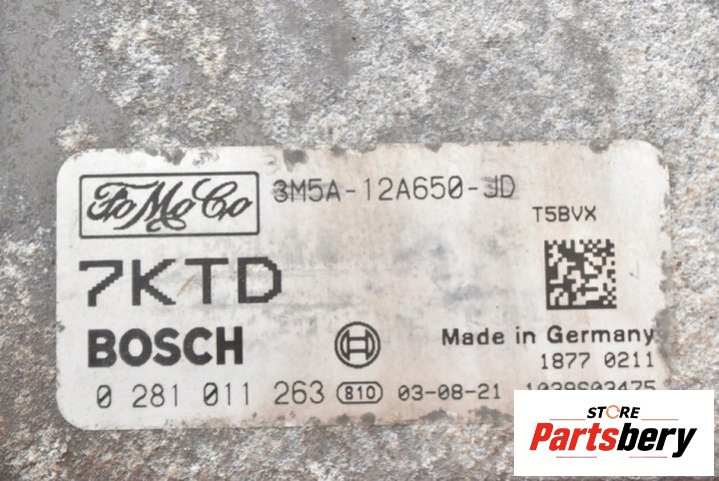 FoMoCo 3M5A-12A650-JD
T5BVX
7KTD
BOSCH
Made in Germany
1877 0211
0 281 011 263 810 03-08-21 1039S03475
STORE
Partsbery